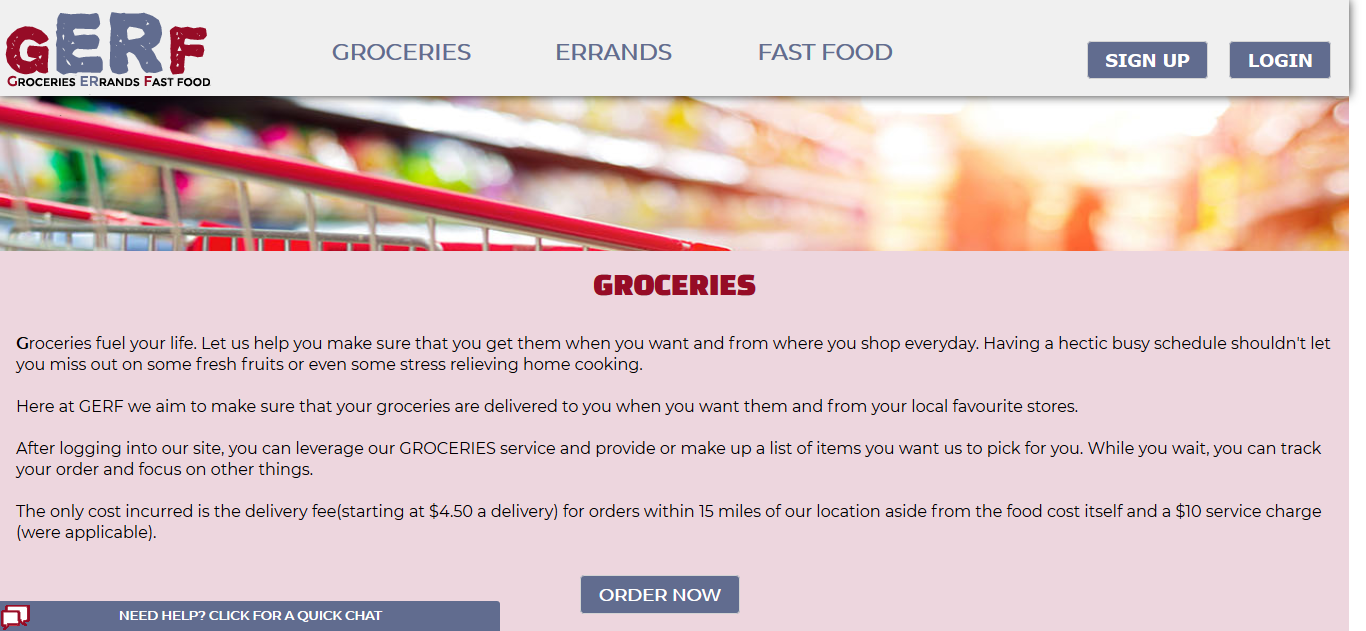 GERF
GROCERIES ERRANDS FAST FOOD
GROCERIES ERRANDS FAST FOOD SIGN UP LOGIN
GROCERIES
Groceries fuel your life. Let us help you make sure that you get them when you want and from where you shop everyday. Having a hectic busy schedule shouldn't let
you miss out on some fresh fruits or even some stress relieving home cooking.
Here at GERF we aim to make sure that your groceries are delivered to you when you want them and from your local favourite stores.
After logging into our site, you can leverage our GROCERIES service and provide or make up a list of items you want us to pick for you. While you wait, you can track
your order and focus on other things.
The only cost incurred is the delivery fee(starting at $4.50 a delivery) for orders within 15 miles of our location aside from the food cost itself and a $10 service charge
(were applicable).
ORDER NOW
NEED HELP? CLICK FOR A QUICK CHAT